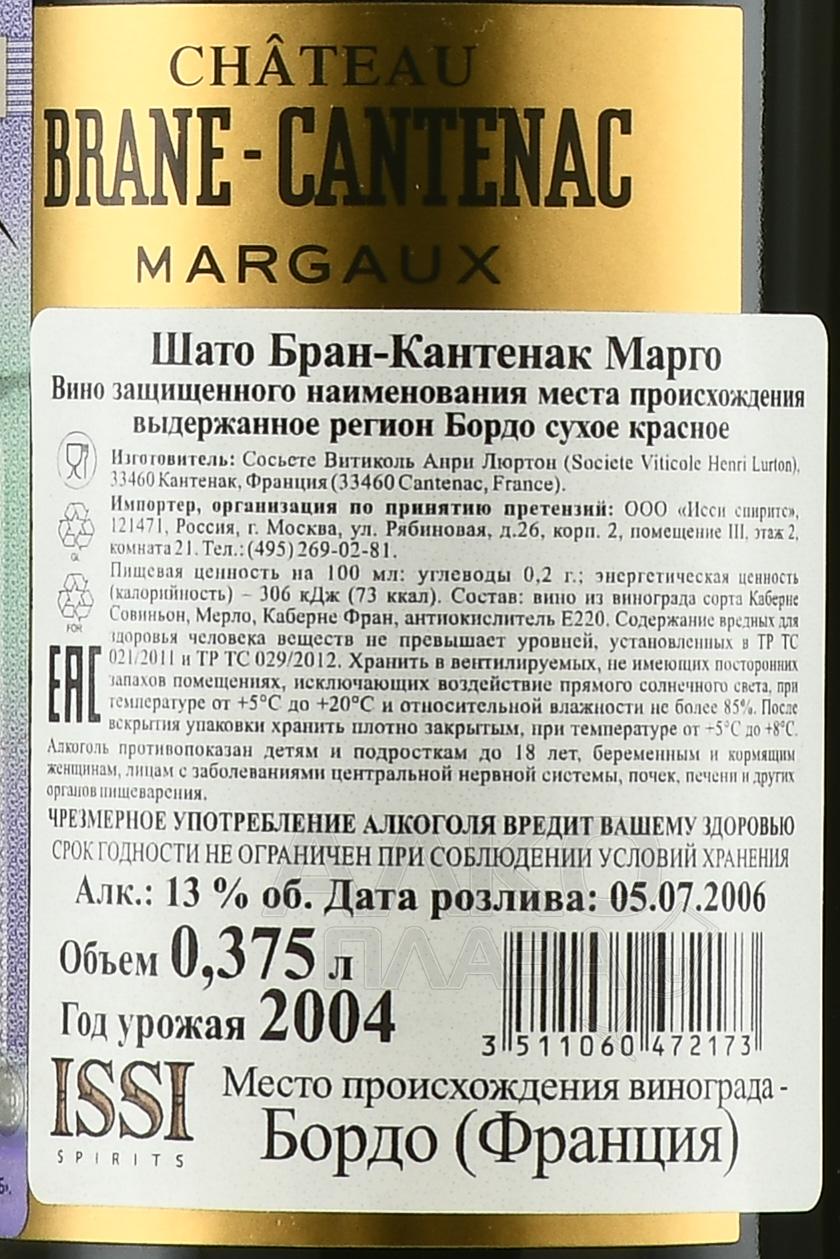 CHÂTEAU
BRANE-CANTENAC
MARGAUX
Шато Бран-Кантенак Марго
Вино защищенного наименования места происхождения
выдержанное регион Бордо сухое красное
Изготовитель: Сосьете Витиколь Анри Люртон (Societe Viticole Henri Lurton),
33460 Кантенак, Франция (33460 Cantenac, France).
Импортер, организация по принятию претензий: ООО «Исси спиритс»,
121471, Россия, г. Москва, ул. Рябиновая, д.26, корп. 2, помещение III, этаж 2,
комната 21. Тел.: (495) 269-02-81.
Пищевая ценность на 100 мл: углеводы 0,2 г.; энергетическая ценность
(калорийность) – 306 кДж (73 ккал). Состав: вино из винограда сорта Каберне
Совиньон, Мерло, Каберне Фран, антиокислитель Е220. Содержание вредных для
здоровья человека веществ не превышает уровней, установленных в ТР ТС
021/2011 и ТР ТС 029/2012. Хранить в вентилируемых, не имеющих посторонних
запахов помещениях, исключающих воздействие прямого солнечного света, при
температуре от +5°С до +20°С и относительной влажности не более 85%. После
вскрытия упаковки хранить плотно закрытым, при температуре от +5°С до +8°С.
GL
FOR
EAC
Алкоголь противопоказан детям и подросткам до 18 лет, беременным и кормящим
женщинам, лицам с заболеваниями центральной нервной системы, почек, печени и других
органов пищеварения.
ЧРЕЗМЕРНОЕ УПОТРЕБЛЕНИЕ АЛКОГОЛЯ ВРЕДИТ ВАШЕМУ ЗДОРОВЬЮ
СРОК ГОДНОСТИ НЕ ОГРАНИЧЕН ПРИ СОБЛЮДЕНИИ УСЛОВИЙ ХРАНЕНИЯ
Алк.: 13 % об. Дата розлива: 05.07.2006
Объем 0,375 л
Год урожая 2004
3 511060 472173
ISSI
SPIRITS
Место происхождения винограда -
Бордо (Франция)
АЛКО
ПЛАЗА